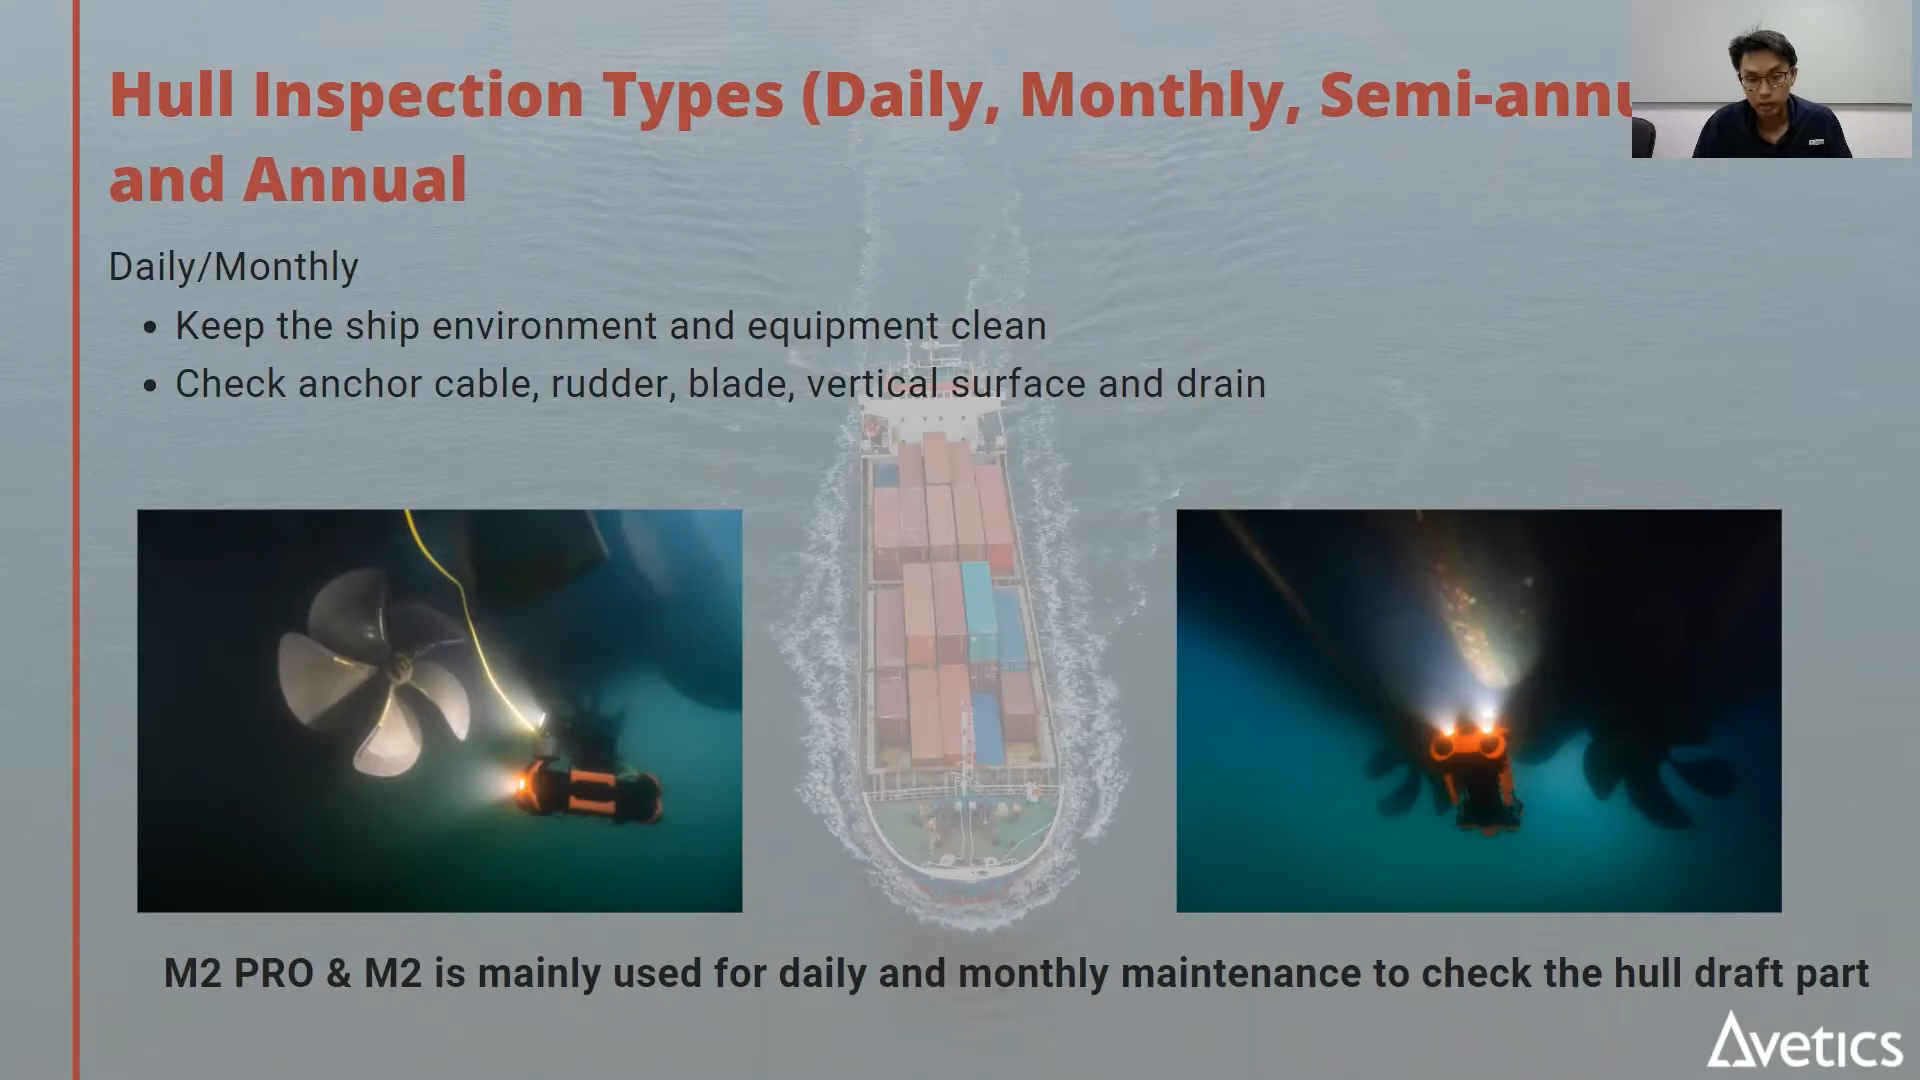 Hull Inspection Types (Daily, Monthly, Semi-annu
and Annual
Daily/Monthly
• Keep the ship environment and equipment clean
• Check anchor cable, rudder, blade, vertical surface and drain
M2 PRO & M2 is mainly used for daily and monthly maintenance to check the hull draft part
Avetics